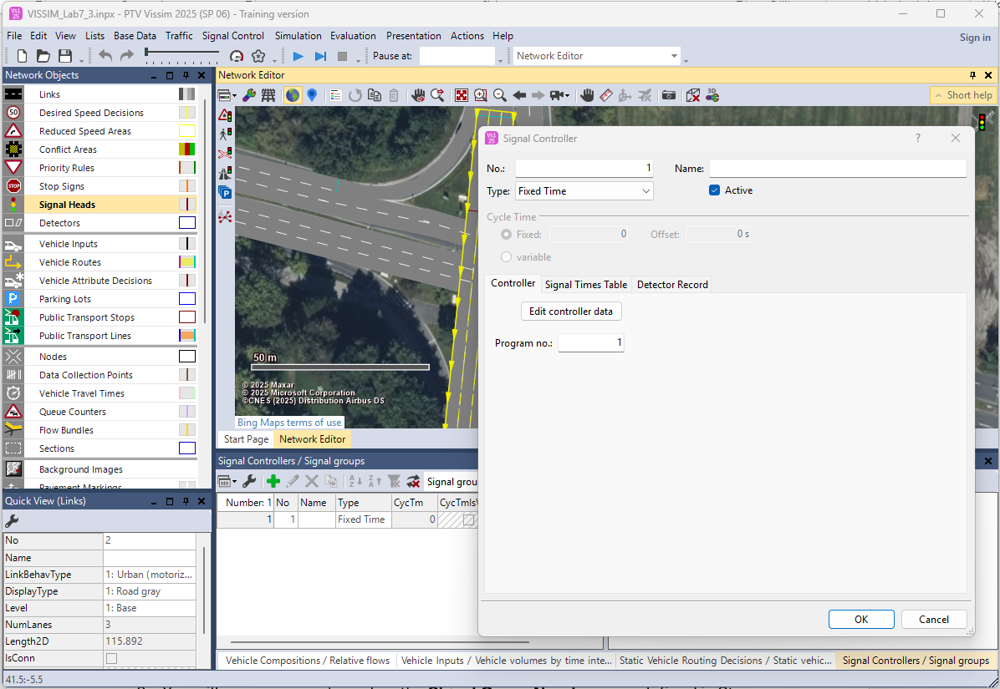 VISSIM_Lab7_3.inpx - PTV Vissim 2025 (SP 06) - Training version
File Edit View Lists Base Data Traffic Signal Control Simulation Evaluation Presentation Actions Help
Sign in
Pause at:
Network Editor
Network Objects
Links
Desired Speed Decisions
Reduced Speed Areas
Conflict Areas
Priority Rules
Stop Signs
Signal Heads
Detectors
Vehicle Inputs
Vehicle Routes
Vehicle Attribute Decisions
Parking Lots
Public Transport Stops
Public Transport Lines
Nodes
Data Collection Points
Vehicle Travel Times
Queue Counters
Flow Bundles
Sections
Background Images
Pavement Markings
Quick View (Links)
No 2
Name
LinkBehavType 1: Urban (motoriz...
DisplayType 1: Road gray
Level 1: Base
NumLanes 3
Length2D 115.892
IsConn
41.5:-5.5
Network Editor
Short help
50 m
© 2025 Maxar
© 2025 Microsoft Corporation
©CNES (2025) Distribution Airbus DS
Bing Maps terms of use
Start Page Network Editor
Signal Controllers / Signal groups
Signal grou
Number: 1 No Name Type CycTm CycTmIsV
1 1 Fixed Time 0
Vehicle Compositions / Relative flows Vehicle Inputs / Vehicle volumes by time inte... Static Vehicle Routing Decisions / Static vehic... Signal Controllers / Signal groups
Signal Controller
No.: 1 Name:
Type: Fixed Time Active
Cycle Time
Fixed: 0 Offset: 0 s
variable
Controller Signal Times Table Detector Record
Edit controller data
Program no.: 1
OK Cancel